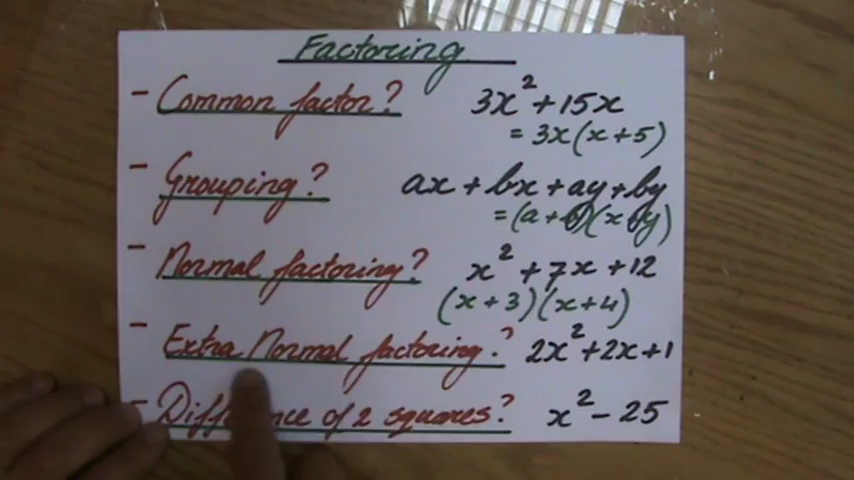 Factoring
- Common factor? 3x² + 15x
= 3x(x+5)
- Grouping? ax + bx + ay + by
= (a+b)(x+y)
- Normal factoring? x² + 7x + 12
(x+3)(x+4)
- Extra Normal factoring? 2x² + 2x + 1
- Difference of 2 squares? x² - 25